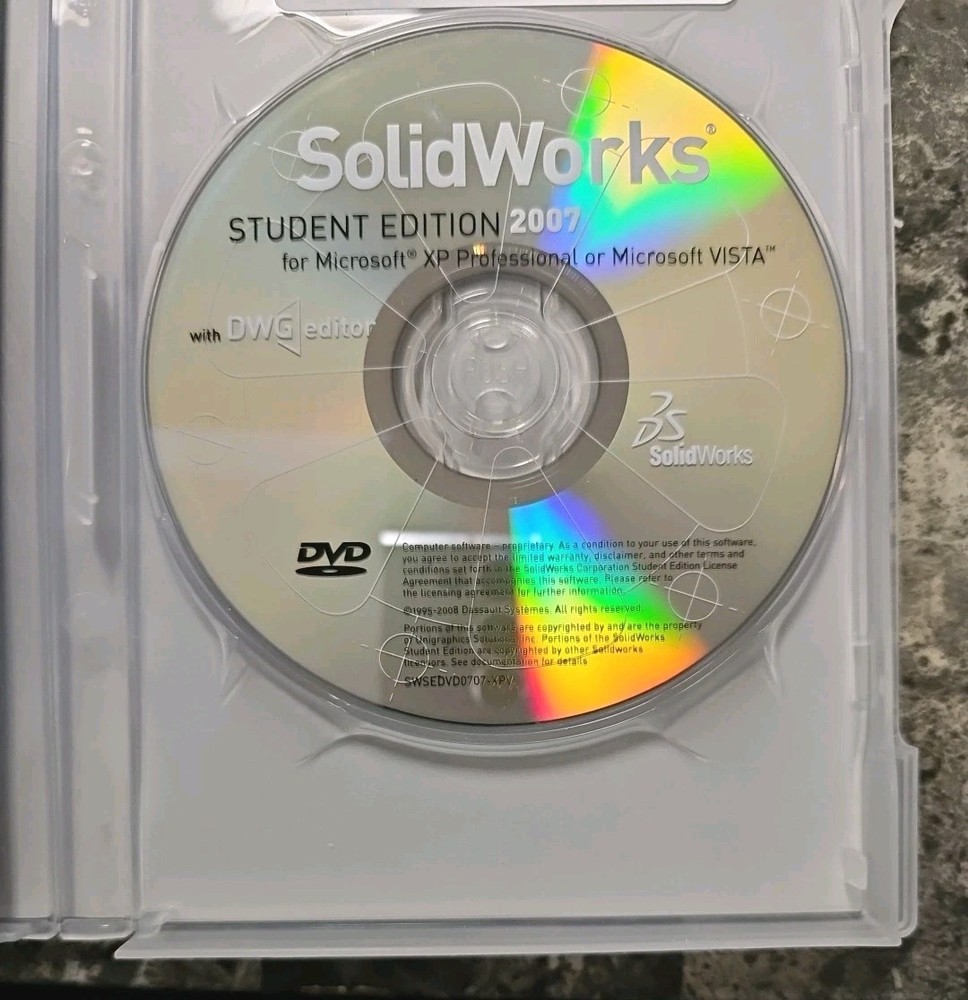 SolidWorks®
STUDENT EDITION 2007
for Microsoft® XP Professional or Microsoft VISTA™
with DWG editor
PUSH
DS
SolidWorks
DVD
Computer software – proprietary. As a condition to your use of this software,
you agree to accept the limited warranty, disclaimer, and other terms and
conditions set forth in the SolidWorks Corporation Student Edition License
Agreement that accompanies this software. Please refer to
the licensing agreement for further information.
©1995-2008 Dassault Systèmes. All rights reserved.
Portions of this software are copyrighted by and are the property
of Unigraphics Solutions Inc. Portions of the SolidWorks
Student Edition are copyrighted by other Solidworks
licensors. See documentation for details
SWSEDVD0707-XPV